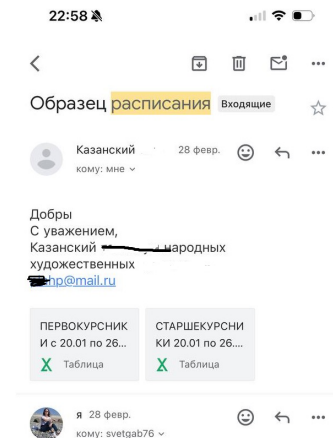 22:58
Образец расписания Входящие
Казанский 28 февр.
кому: мне
Добры
С уважением,
Казанский народных
художественных
hp@mail.ru
ПЕРВОКУРСНИК СТАРШЕКУРСНИ
И с 20.01 по 26.... КИ 20.01 по 26....
X Таблица X Таблица
я 28 февр.
кому: svetgab76